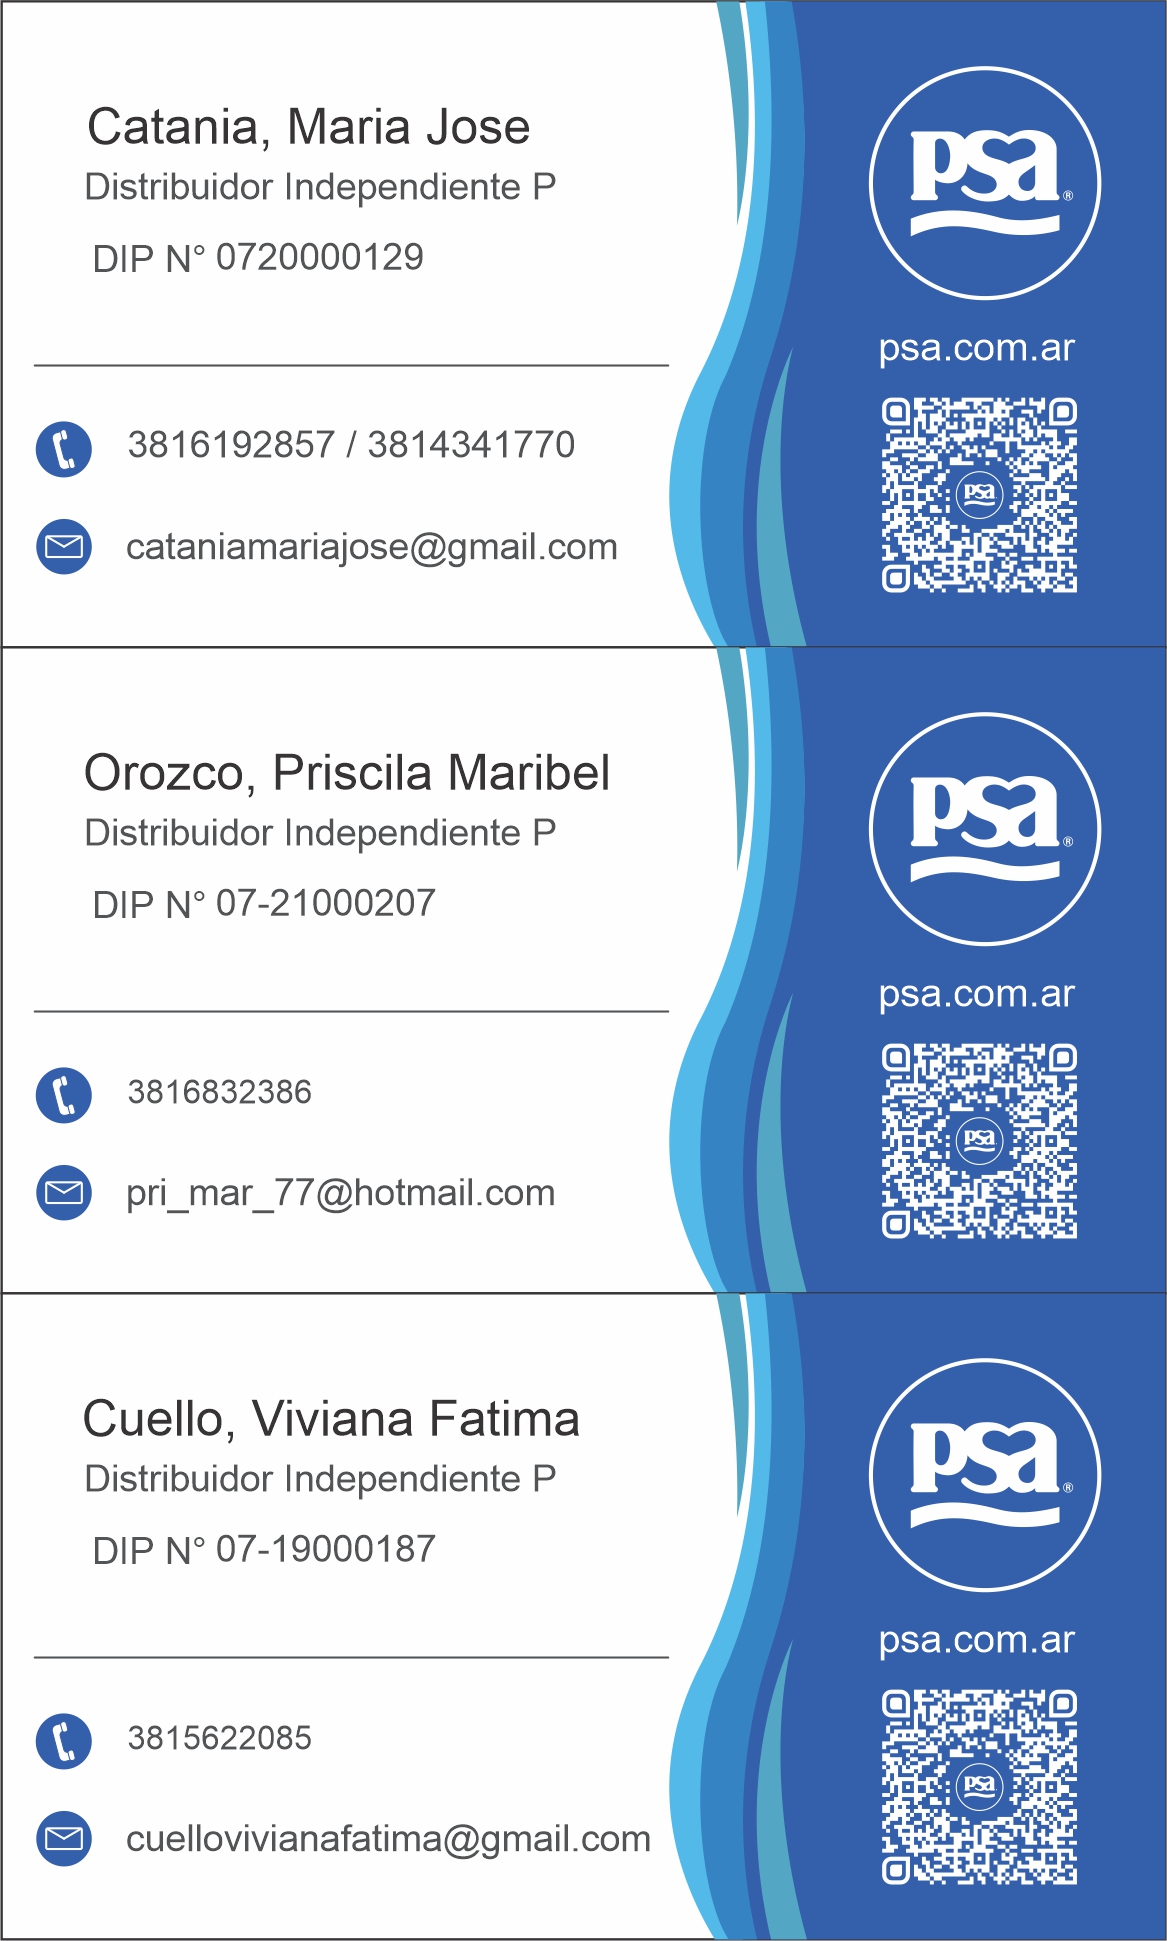 Catania, Maria Jose
Distribuidor Independiente P
DIP N° 0720000129
3816192857 / 3814341770
cataniamariajose@gmail.com
psa®
psa.com.ar
psa
Orozco, Priscila Maribel
Distribuidor Independiente P
DIP N° 07-21000207
3816832386
pri_mar_77@hotmail.com
psa®
psa.com.ar
psa
Cuello, Viviana Fatima
Distribuidor Independiente P
DIP N° 07-19000187
3815622085
cuellovivianafatima@gmail.com
psa®
psa.com.ar
psa